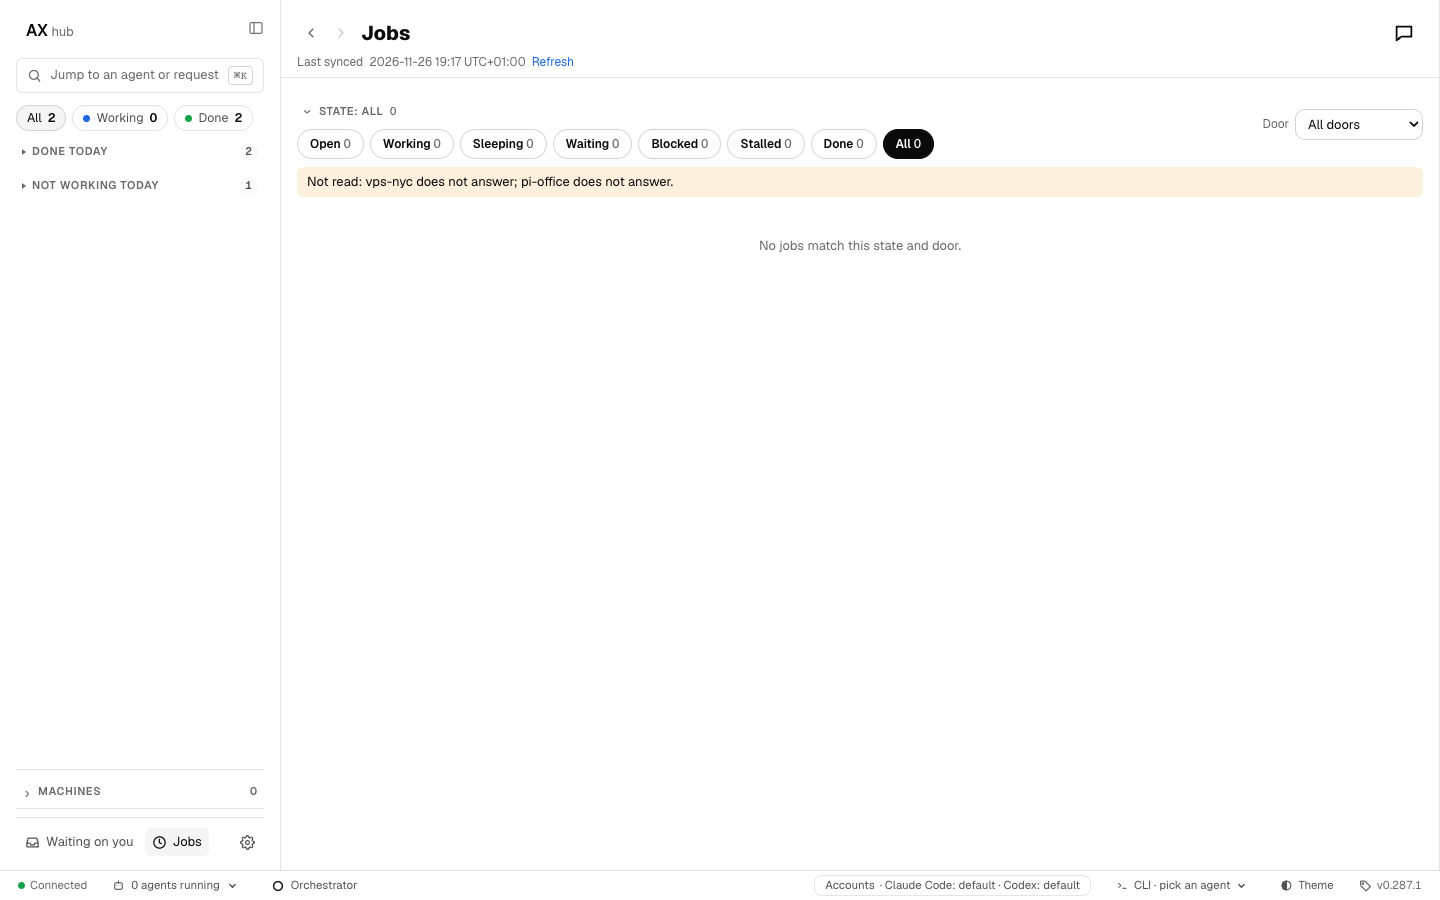 AX hub
Jump to an agent or request ⌘K
All 2 Working 0 Done 2
DONE TODAY 2
NOT WORKING TODAY 1
MACHINES 0
Waiting on you Jobs
Jobs
Last synced 2026-11-26 19:17 UTC+01:00 Refresh
STATE: ALL 0
Open 0 Working 0 Sleeping 0 Waiting 0 Blocked 0 Stalled 0 Done 0 All 0
Door All doors
Not read: vps-nyc does not answer; pi-office does not answer.
No jobs match this state and door.
Connected 0 agents running Orchestrator Accounts · Claude Code: default · Codex: default CLI · pick an agent Theme v0.287.1